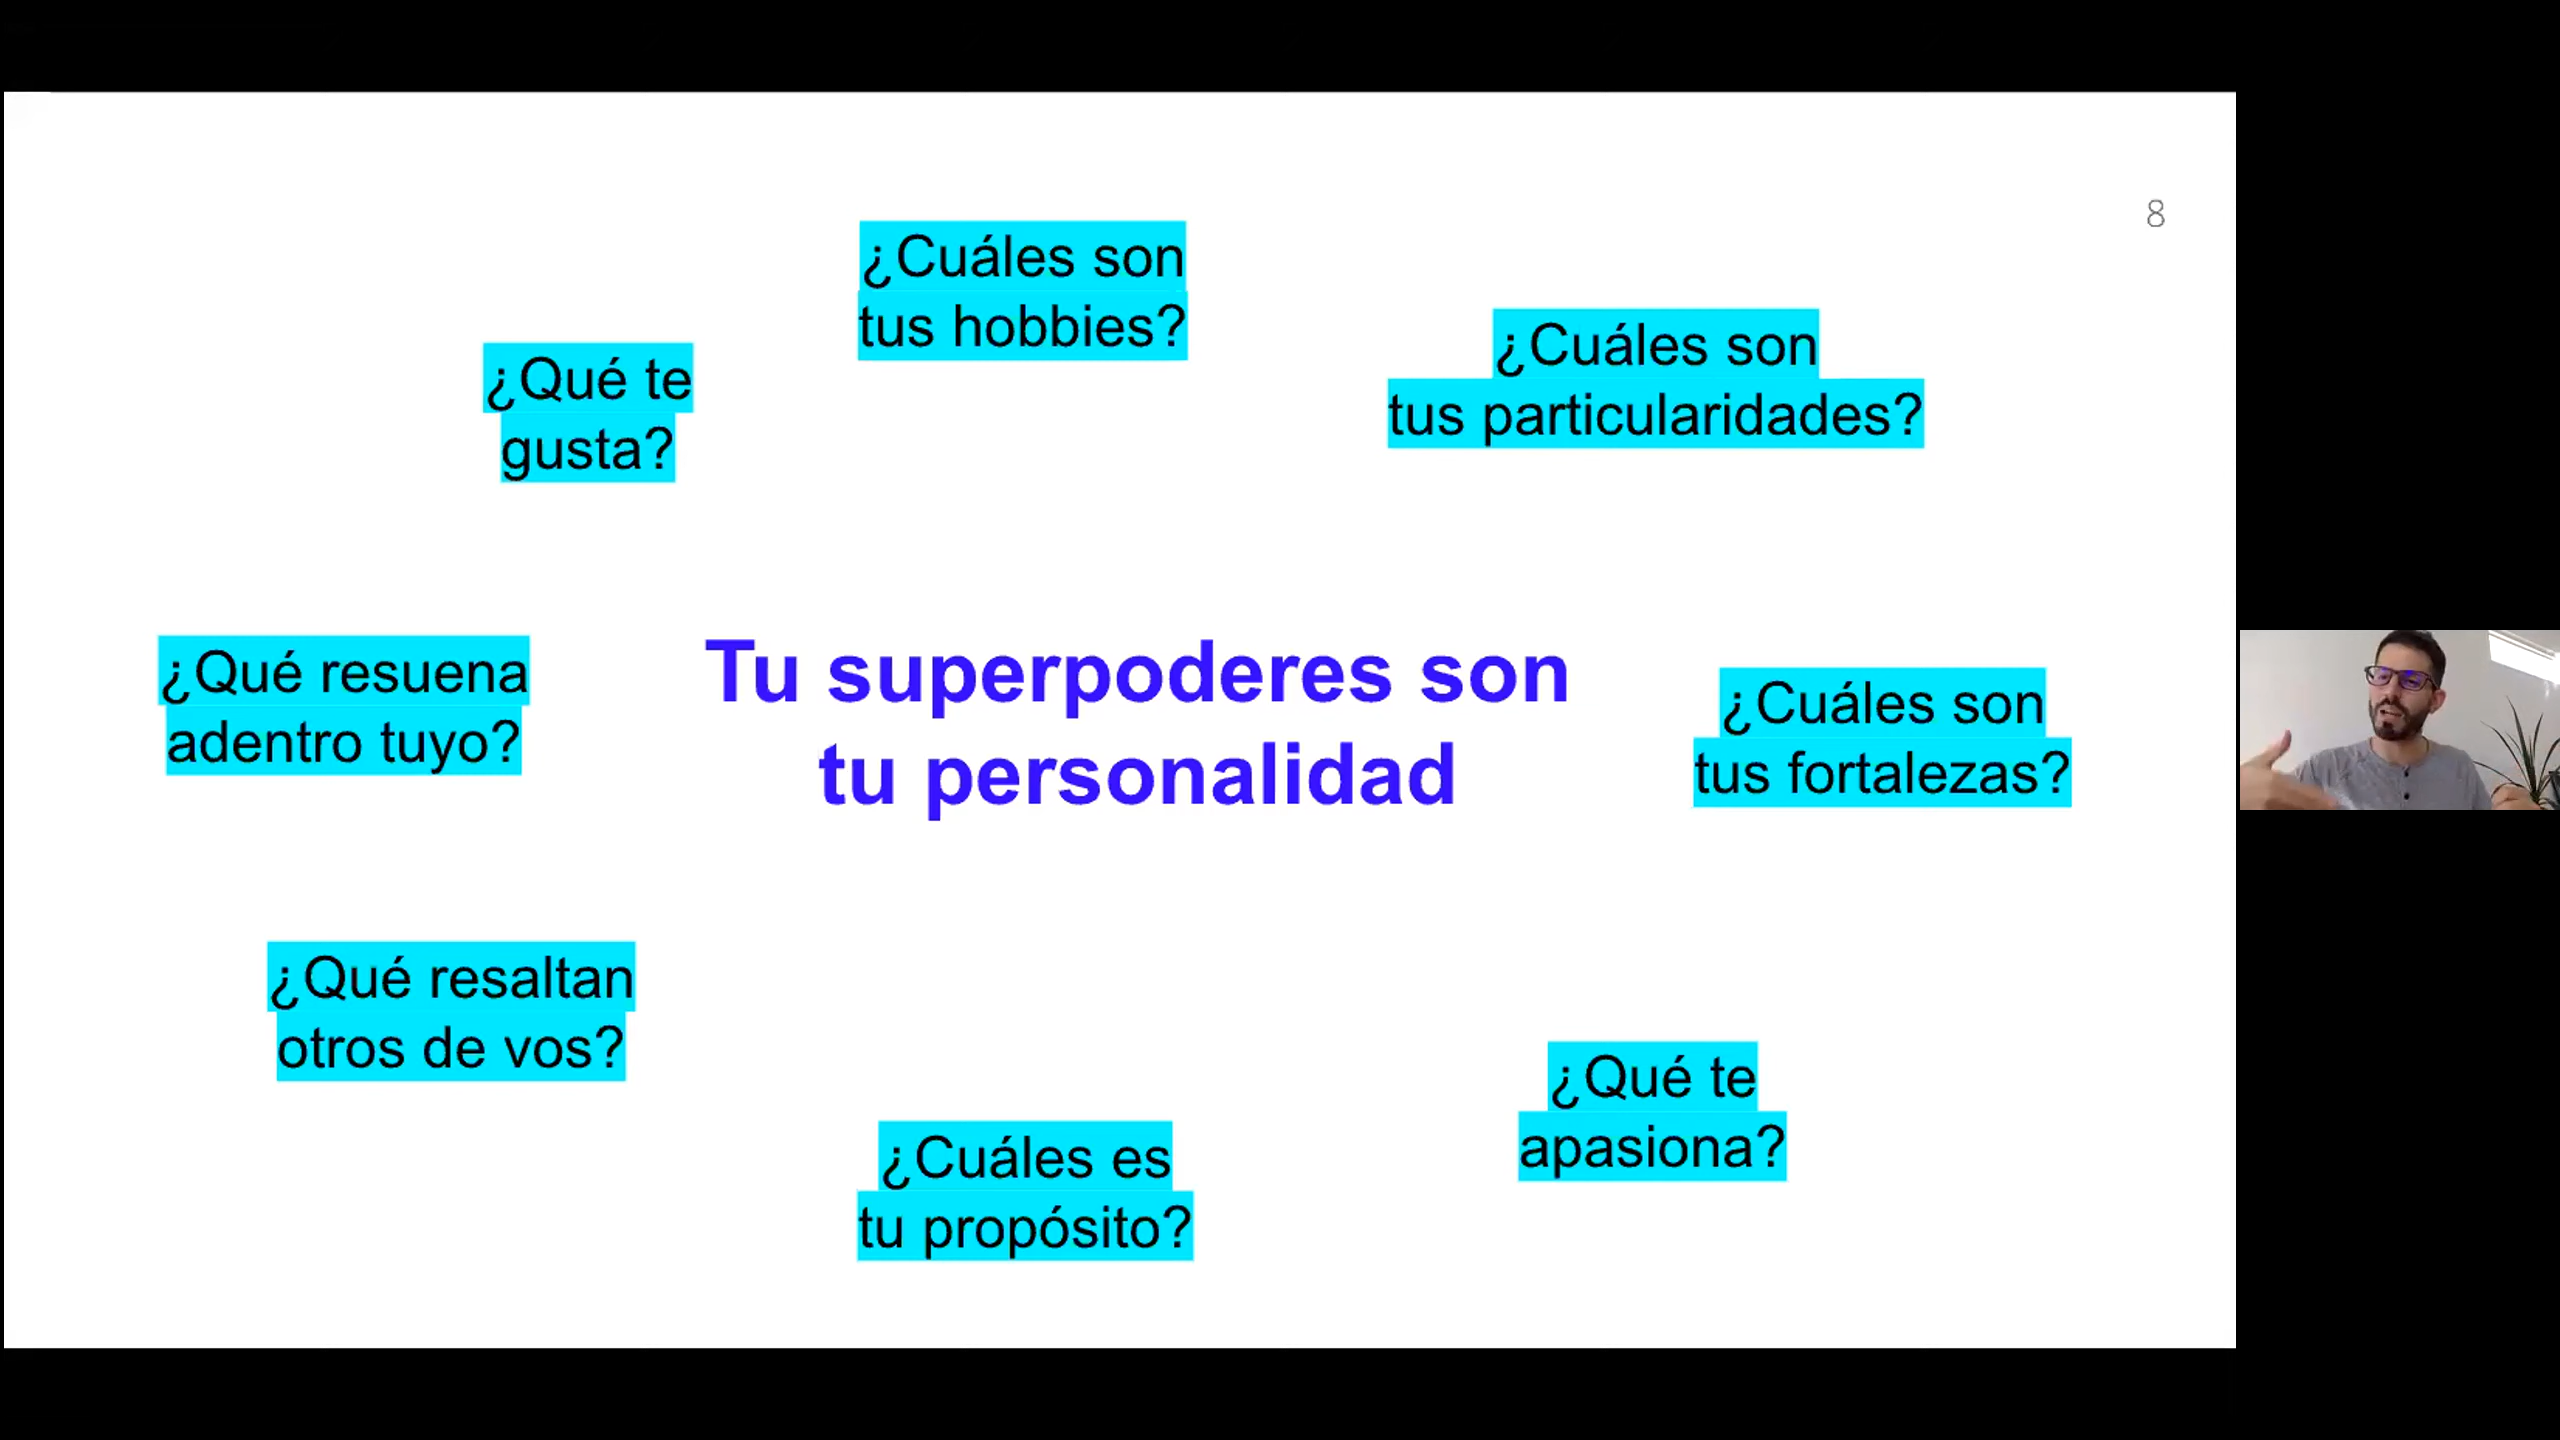 8
¿Cuáles son
tus hobbies?
¿Cuáles son
tus particularidades?
¿Qué te
gusta?
Tu superpoderes son
tu personalidad
¿Qué resuena
adentro tuyo?
¿Cuáles son
tus fortalezas?
¿Qué resaltan
otros de vos?
¿Qué te
apasiona?
¿Cuáles es
tu propósito?